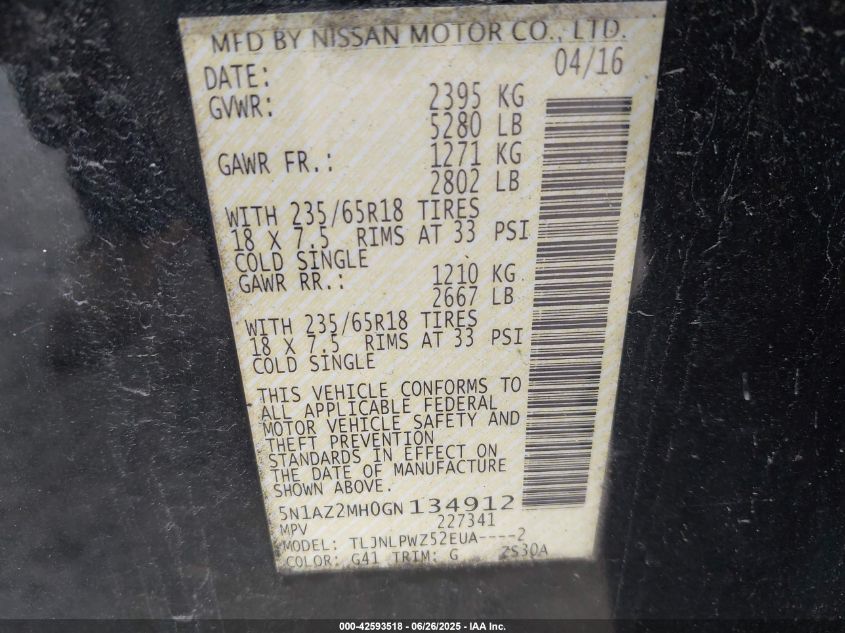 MFD BY NISSAN MOTOR CO., LTD.
DATE: 04/16
GVWR: 2395 KG
5280 LB
GAWR FR.: 1271 KG
2802 LB
WITH 235/65R18 TIRES
18 X 7.5 RIMS AT 33 PSI
COLD SINGLE
GAWR RR.: 1210 KG
2667 LB
WITH 235/65R18 TIRES
18 X 7.5 RIMS AT 33 PSI
COLD SINGLE
THIS VEHICLE CONFORMS TO
ALL APPLICABLE FEDERAL
MOTOR VEHICLE SAFETY AND
THEFT PREVENTION
STANDARDS IN EFFECT ON
THE DATE OF MANUFACTURE
SHOWN ABOVE.
5N1AZ2MH0GN134912
MPV 227341
MODEL: TLJNLPWZ52EUA----2
COLOR: G41 TRIM: G ZS30A
000-42593518 - 06/26/2025 - IAA Inc.